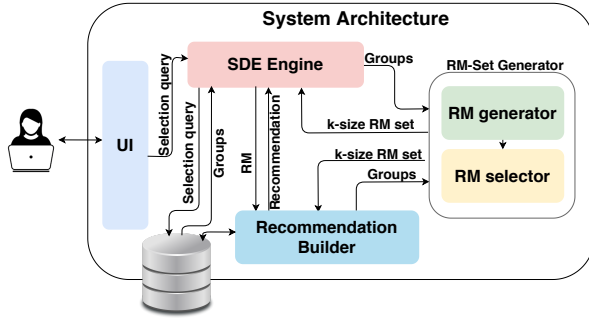 System Architecture
UI
Selection query
SDE Engine
Groups
RM-Set Generator
RM generator
RM selector
k-size RM set
Selection query
Groups
RM
Recommendation
k-size RM set
Groups
Recommendation
Builder